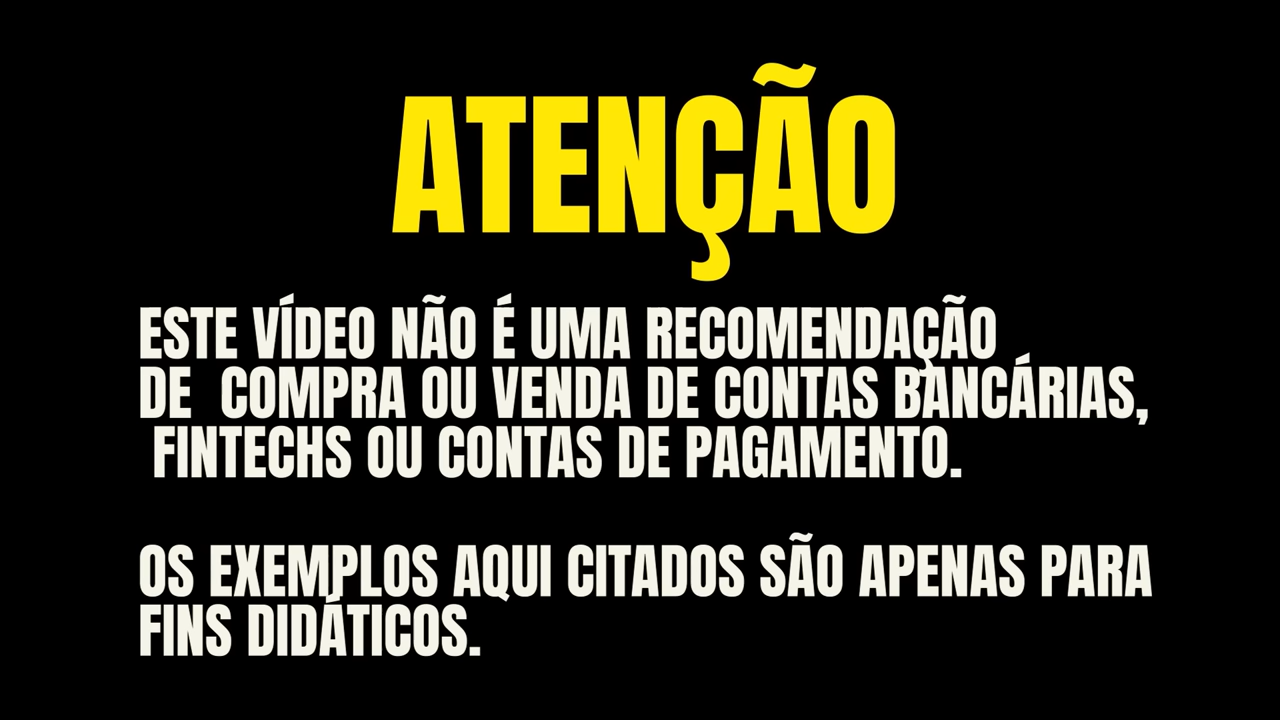 ATENÇÃO
ESTE VÍDEO NÃO É UMA RECOMENDAÇÃO
DE COMPRA OU VENDA DE CONTAS BANCÁRIAS,
FINTECHS OU CONTAS DE PAGAMENTO.
OS EXEMPLOS AQUI CITADOS SÃO APENAS PARA
FINS DIDÁTICOS.